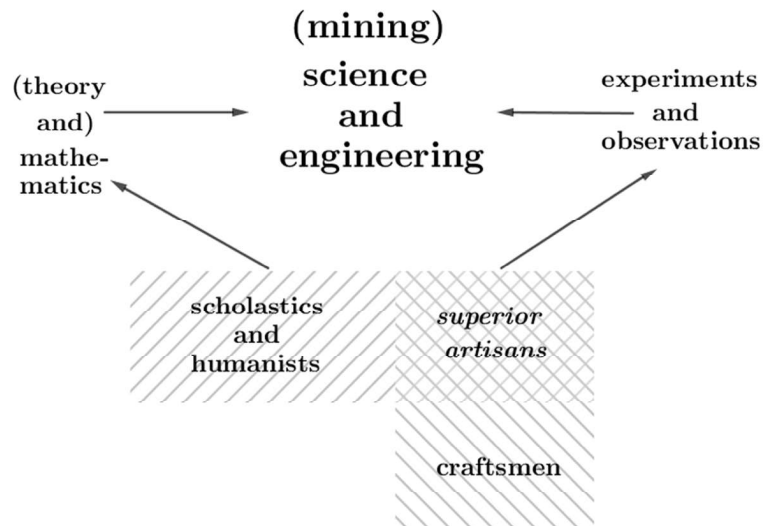 (mining)
science
and
engineering
(theory
and)
mathe-
matics
experiments
and
observations
scholastics
and
humanists
superior
artisans
craftsmen